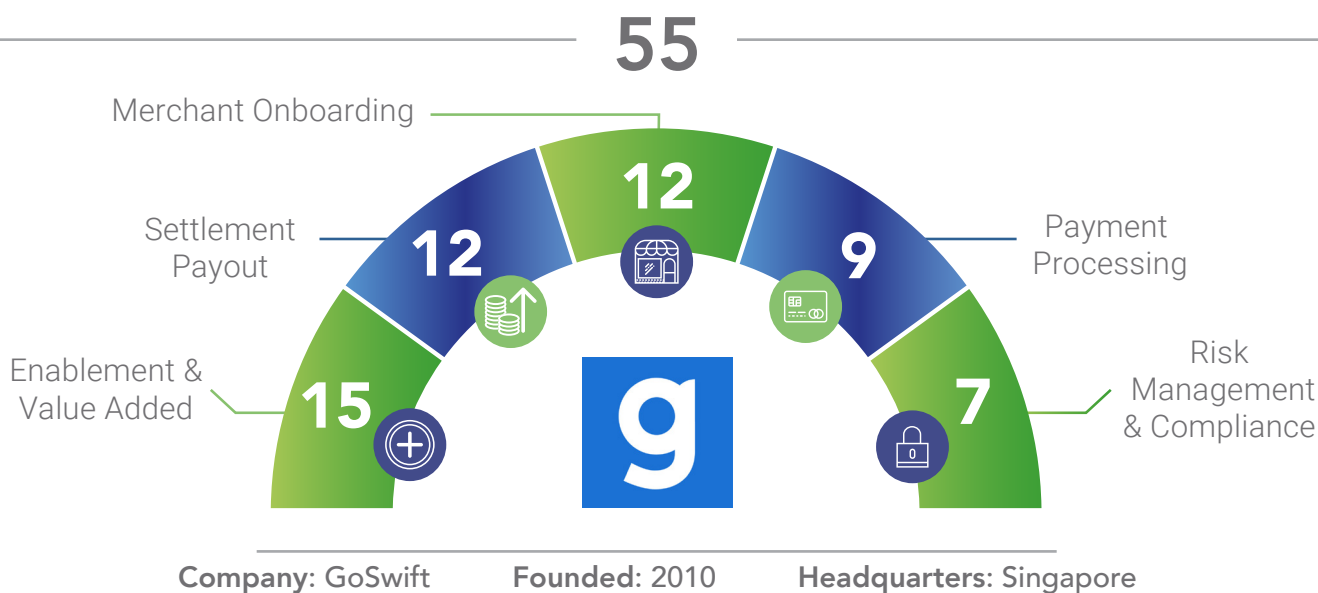 55
Merchant Onboarding
12
Settlement
Payout
12
9
Payment
Processing
Enablement &
Value Added
15
7
Risk
Management
& Compliance
0
g
Company: GoSwift Founded: 2010 Headquarters: Singapore